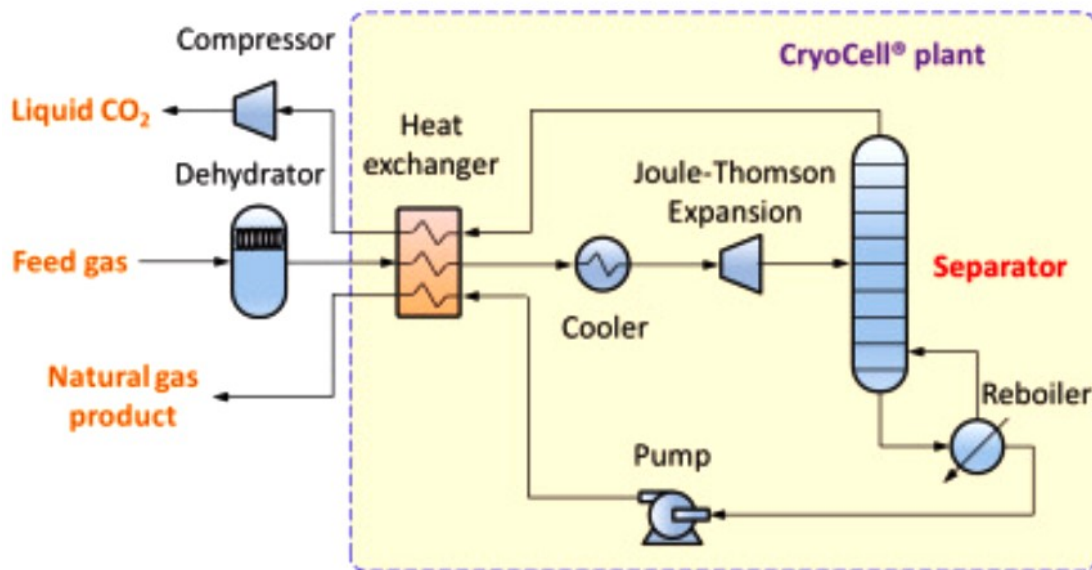 Compressor
CryoCell® plant
Liquid CO₂
Heat
exchanger
Dehydrator
Joule-Thomson
Expansion
Feed gas
Separator
Cooler
Natural gas
product
Reboiler
Pump